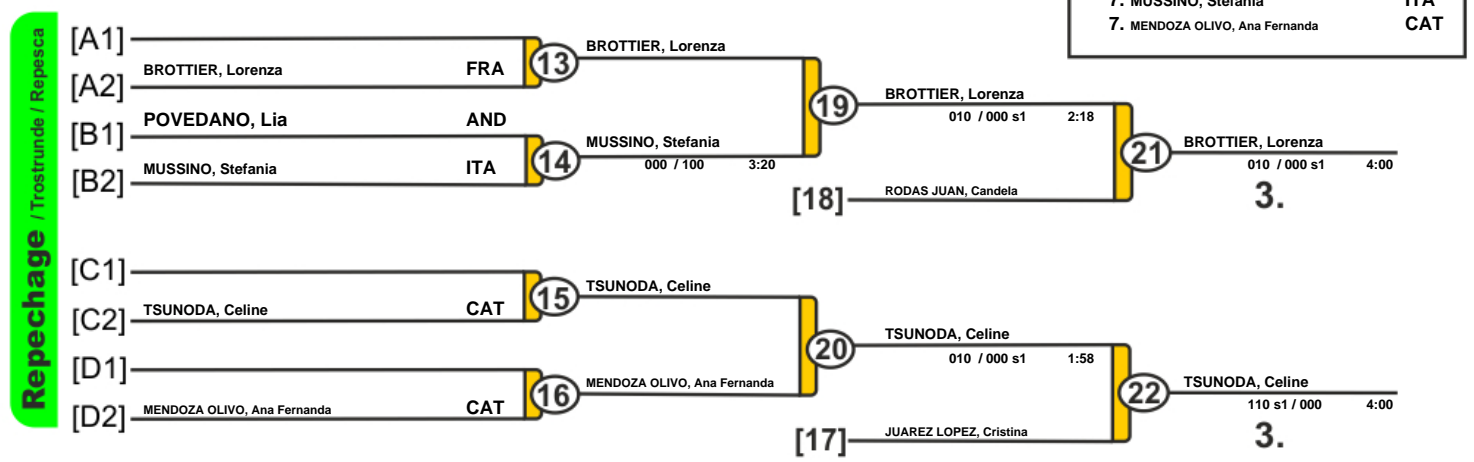 7. MUSSINO, Stefania ITA
7. MENDOZA OLIVO, Ana Fernanda CAT
Repechage / Trostrunde / Repesca
[A1]
BROTTIER, Lorenza FRA
[A2]
13
BROTTIER, Lorenza
POVEDANO, Lia AND
[B1]
MUSSINO, Stefania ITA
[B2]
14
MUSSINO, Stefania
000 / 100 3:20
19
BROTTIER, Lorenza
010 / 000 s1 2:18
[18]
RODAS JUAN, Candela
21
BROTTIER, Lorenza
010 / 000 s1 4:00
3.
[C1]
TSUNODA, Celine CAT
[C2]
15
TSUNODA, Celine
[D1]
MENDOZA OLIVO, Ana Fernanda CAT
[D2]
16
MENDOZA OLIVO, Ana Fernanda
20
TSUNODA, Celine
010 / 000 s1 1:58
[17]
JUAREZ LOPEZ, Cristina
22
TSUNODA, Celine
110 s1 / 000 4:00
3.